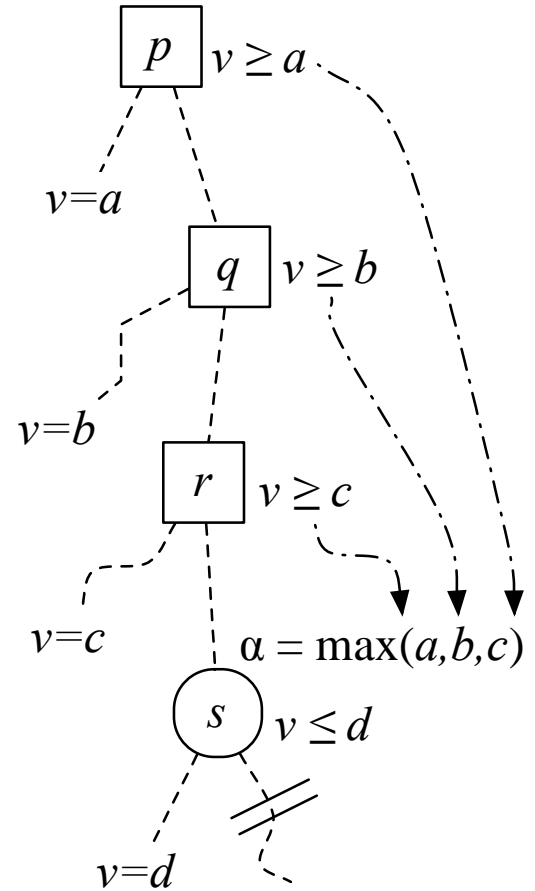 p v ≥ a
v=a
q v ≥ b
v=b
r v ≥ c
v=c
α = max(a,b,c)
s v ≤ d
v=d